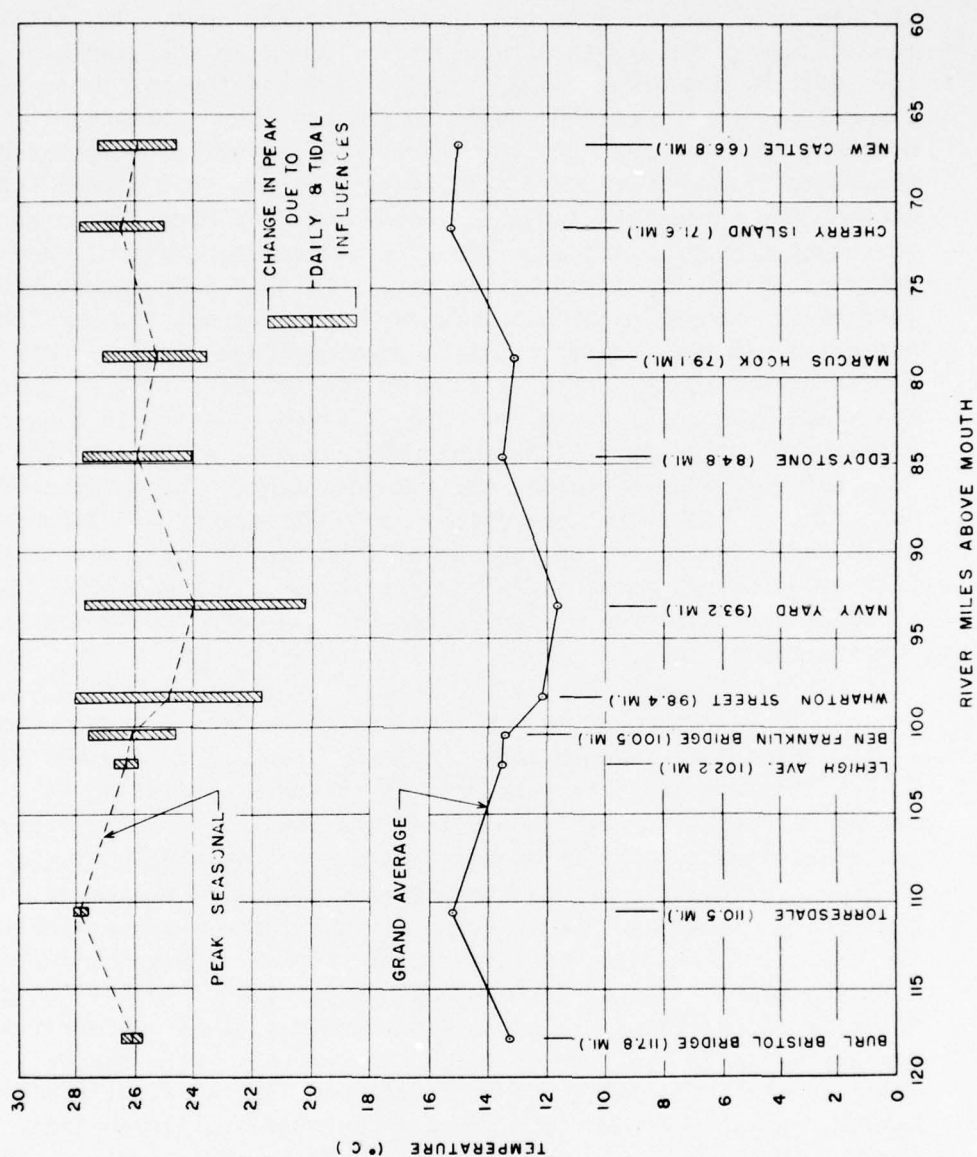 TEMPERATURE (°C)
30
28
26
24
22
20
18
16
14
12
10
8
6
4
2
0
PEAK SEASONAL
GRAND AVERAGE
CHANGE IN PEAK
DUE TO
DAILY & TIDAL
INFLUENCES
BURL BRISTOL BRIDGE (117.8 MI.)
TORRESDALE (110.5 MI.)
LEHIGH AVE. (102.2 MI.)
BEN FRANKLIN BRIDGE (100.5 MI.)
WHARTON STREET (98.4 MI.)
NAVY YARD (93.2 MI.)
EDDYSTONE (84.8 MI.)
MARCUS HOOK (79.1 MI.)
CHERRY ISLAND (71.6 MI.)
NEW CASTLE (66.8 MI.)
120
115
110
105
100
95
90
85
80
75
70
65
60
RIVER MILES ABOVE MOUTH